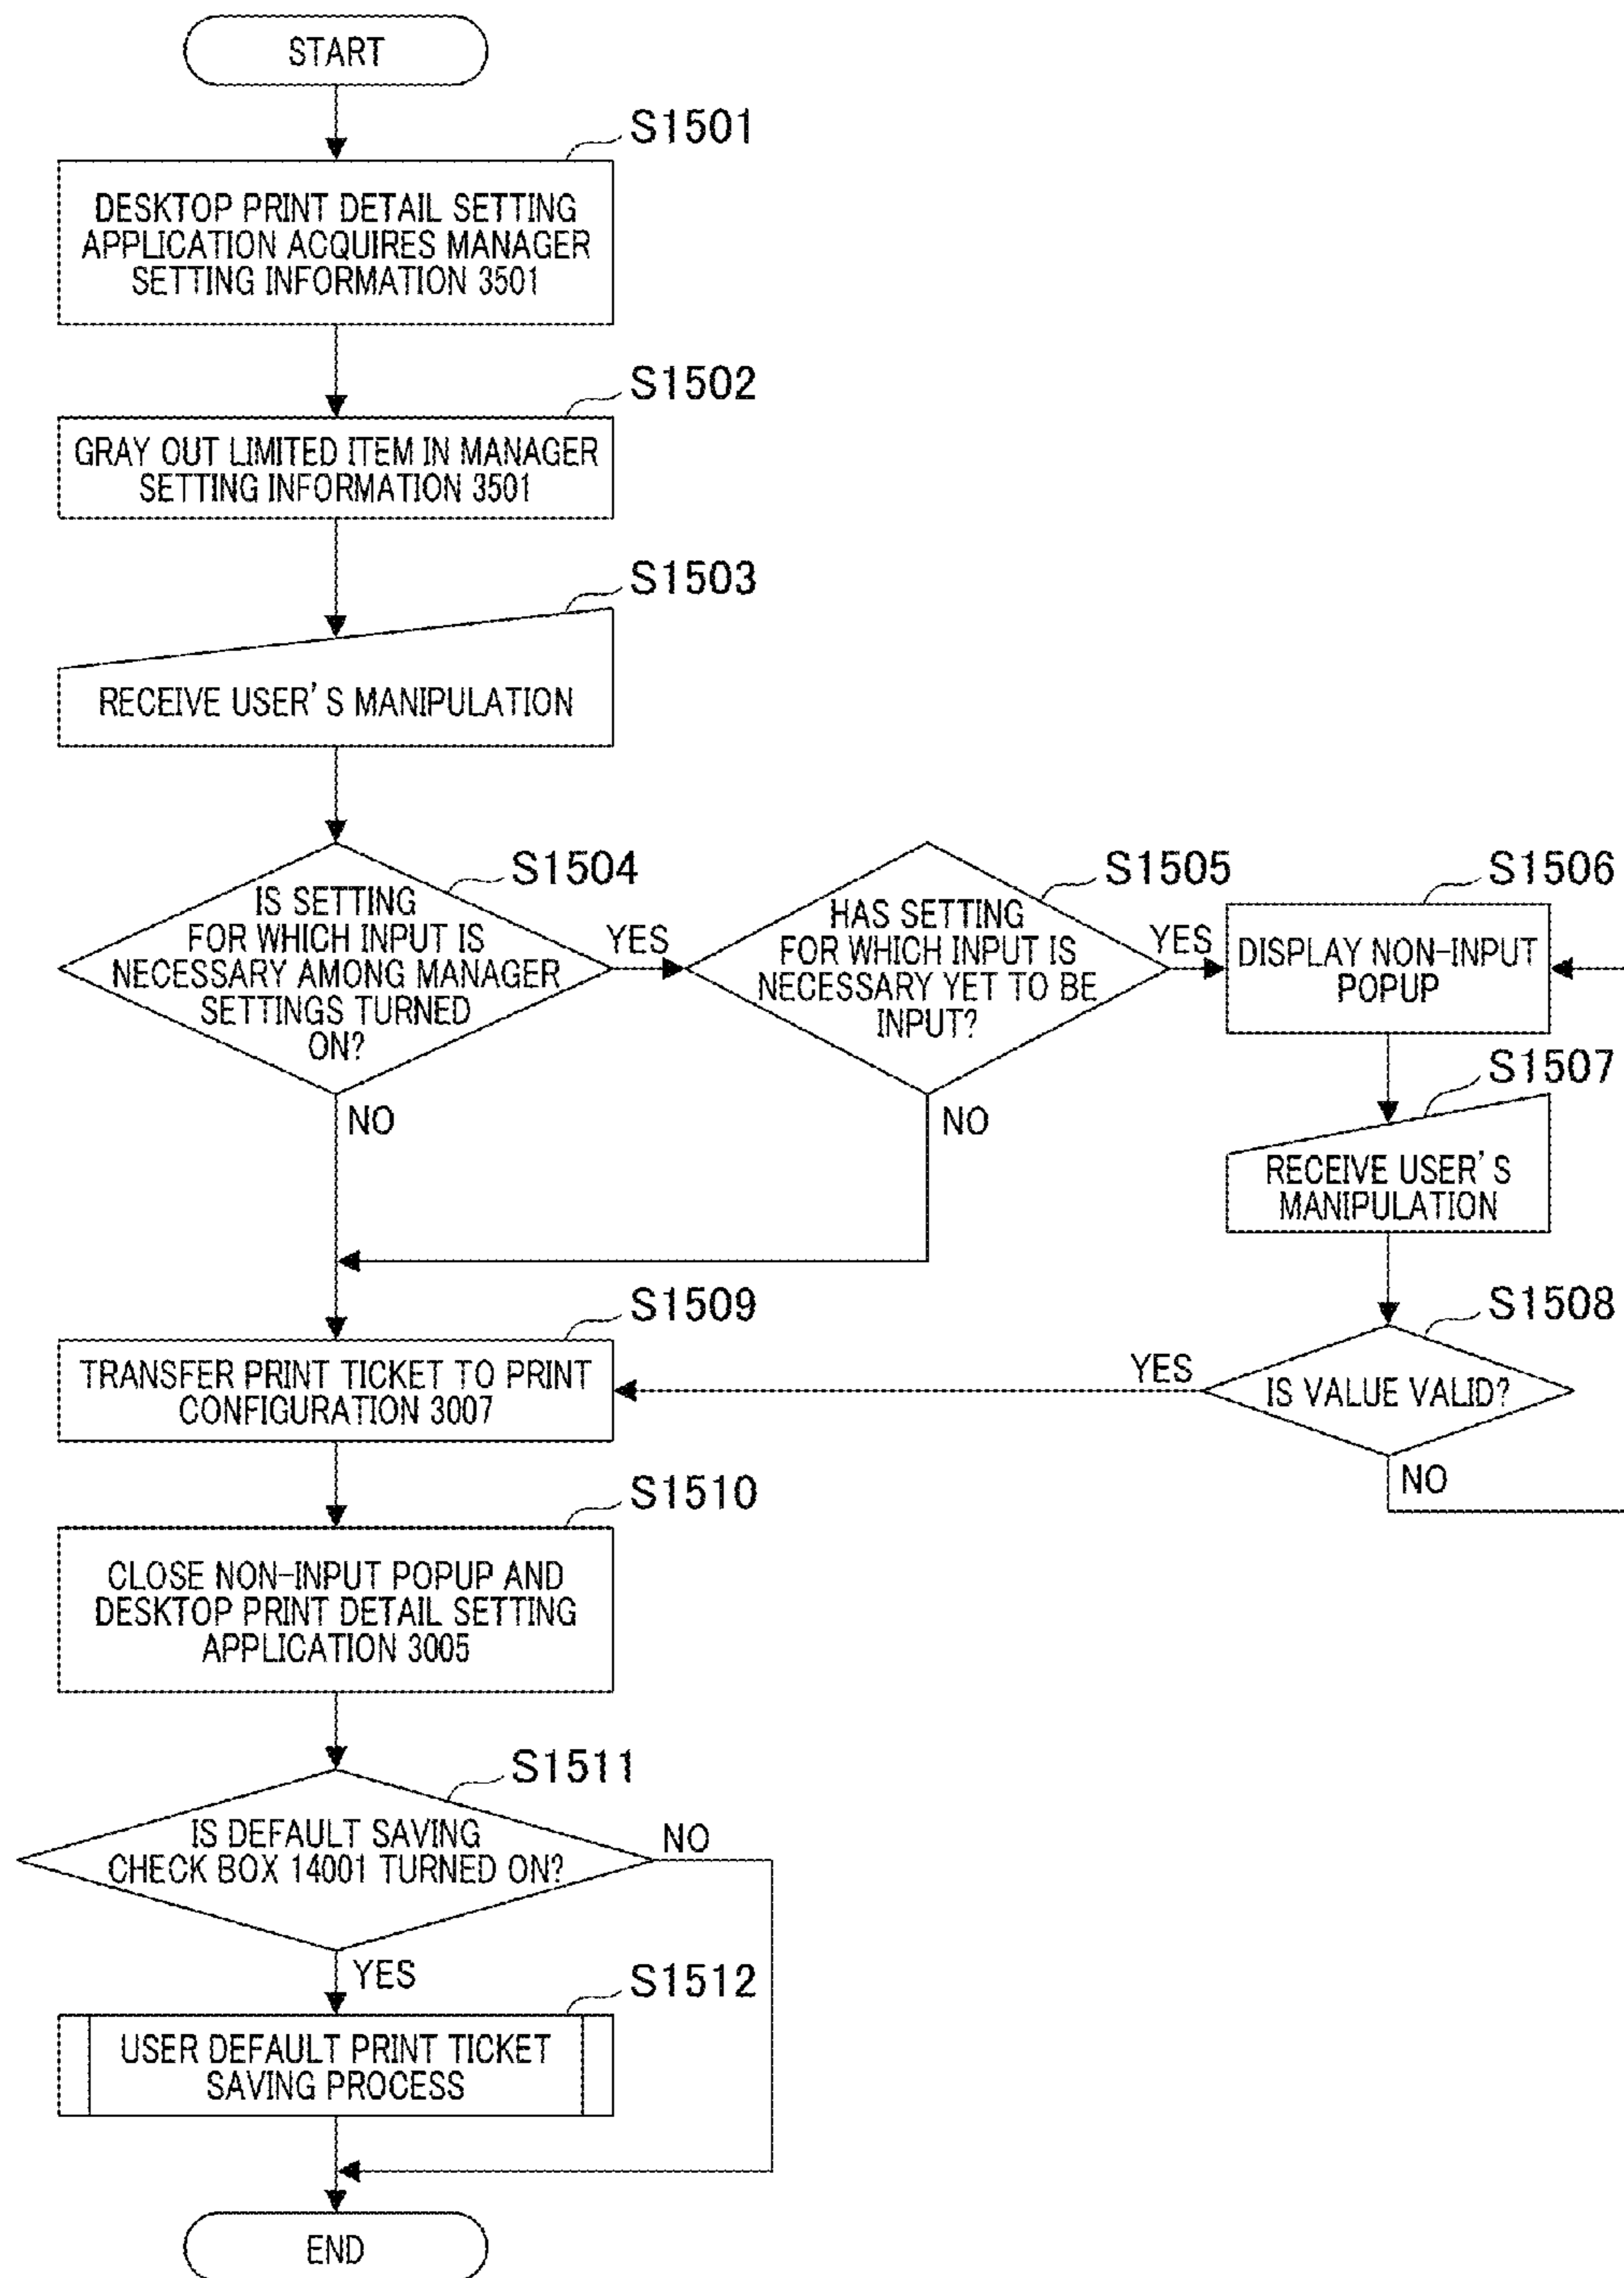 START
S1501
DESKTOP PRINT DETAIL SETTING
APPLICATION ACQUIRES MANAGER
SETTING INFORMATION 3501
S1502
GRAY OUT LIMITED ITEM IN MANAGER
SETTING INFORMATION 3501
S1503
RECEIVE USER'S MANIPULATION
S1504
IS SETTING
FOR WHICH INPUT IS
NECESSARY AMONG MANAGER
SETTINGS TURNED
ON?
YES
NO
S1505
HAS SETTING
FOR WHICH INPUT IS
NECESSARY YET TO BE
INPUT?
YES
NO
S1506
DISPLAY NON-INPUT
POPUP
S1507
RECEIVE USER'S
MANIPULATION
S1508
IS VALUE VALID?
YES
NO
S1509
TRANSFER PRINT TICKET TO PRINT
CONFIGURATION 3007
S1510
CLOSE NON-INPUT POPUP AND
DESKTOP PRINT DETAIL SETTING
APPLICATION 3005
S1511
IS DEFAULT SAVING
CHECK BOX 14001 TURNED ON?
NO
YES
S1512
USER DEFAULT PRINT TICKET
SAVING PROCESS
END